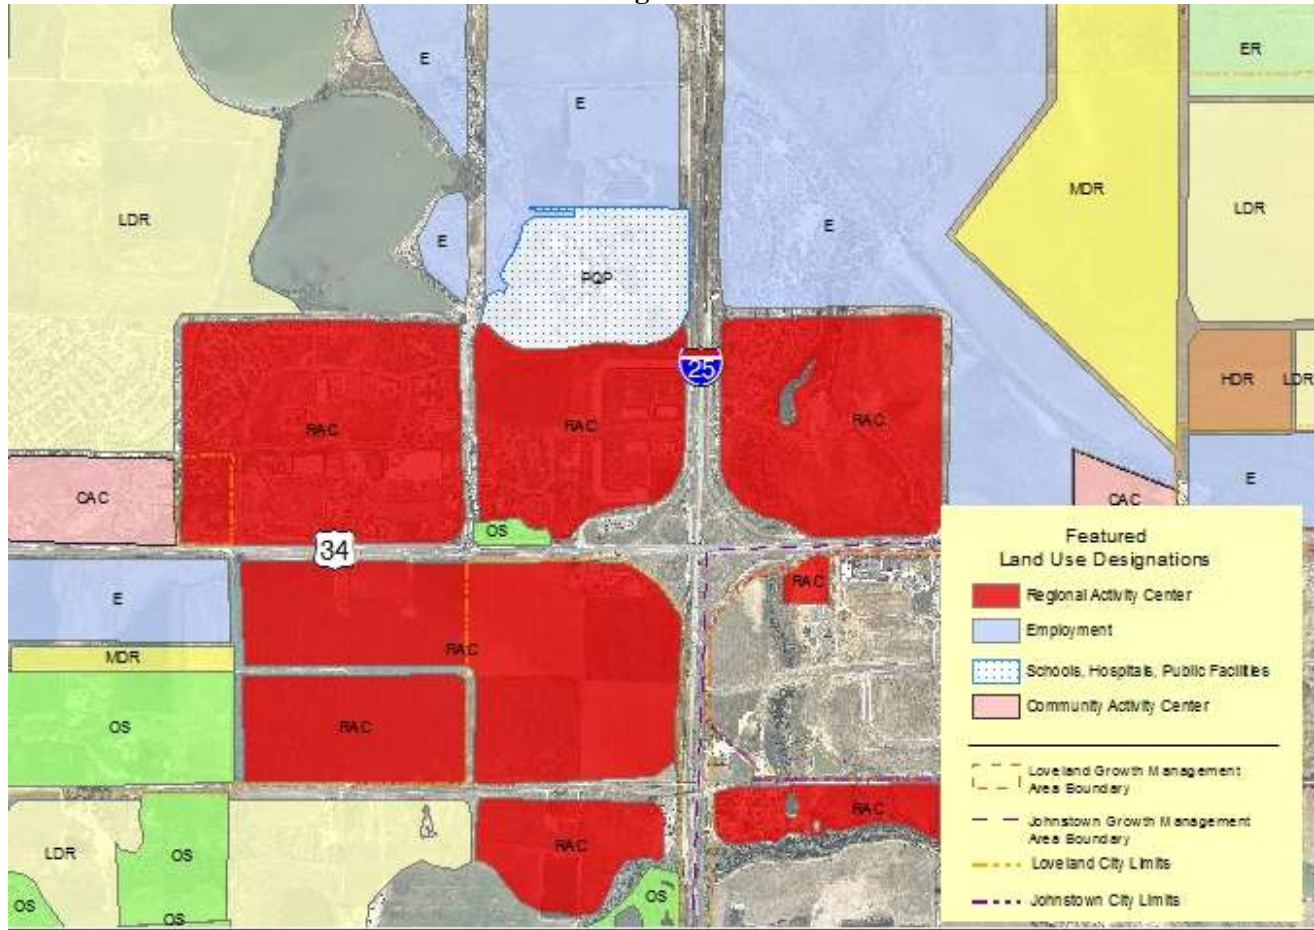 E
ER
E
MDR
LDR
LDR
E
E
PQP
25
HDR
LDR
RAC
RAC
RAC
E
CAC
CAC
OS
34
RAC
E
RAC
MDR
OS
RAC
RAC
LDR
OS
RAC
OS
OS
OS
Featured
Land Use Designations
Regional Activity Center
Employment
Schools, Hospitals, Public Facilities
Community Activity Center
Loveland Growth Management
Area Boundary
Johnstown Growth Management
Area Boundary
Loveland City Limits
Johnstown City Limits